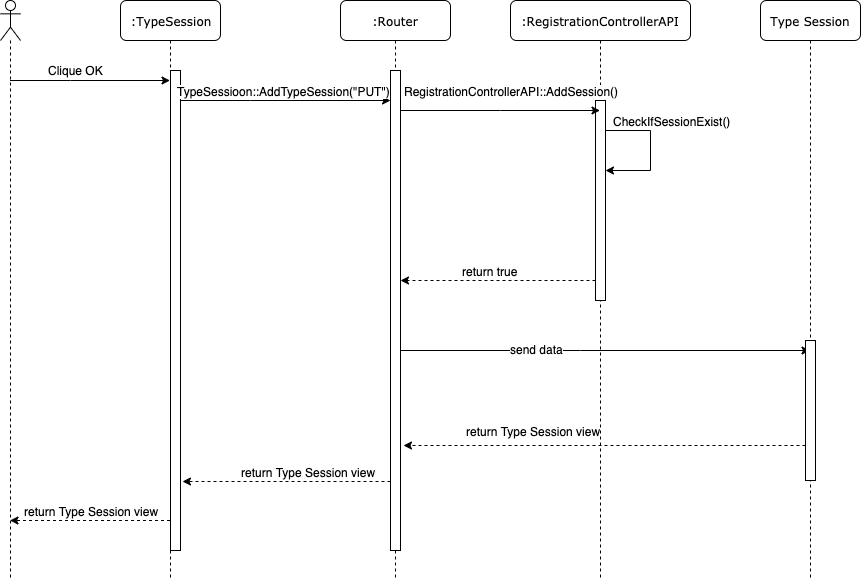 :TypeSession
:Router
:RegistrationControllerAPI
Type Session
Clique OK
TypeSessioon::AddTypeSession("PUT")
RegistrationControllerAPI::AddSession()
CheckIfSessionExist()
return true
send data
return Type Session view
return Type Session view
return Type Session view